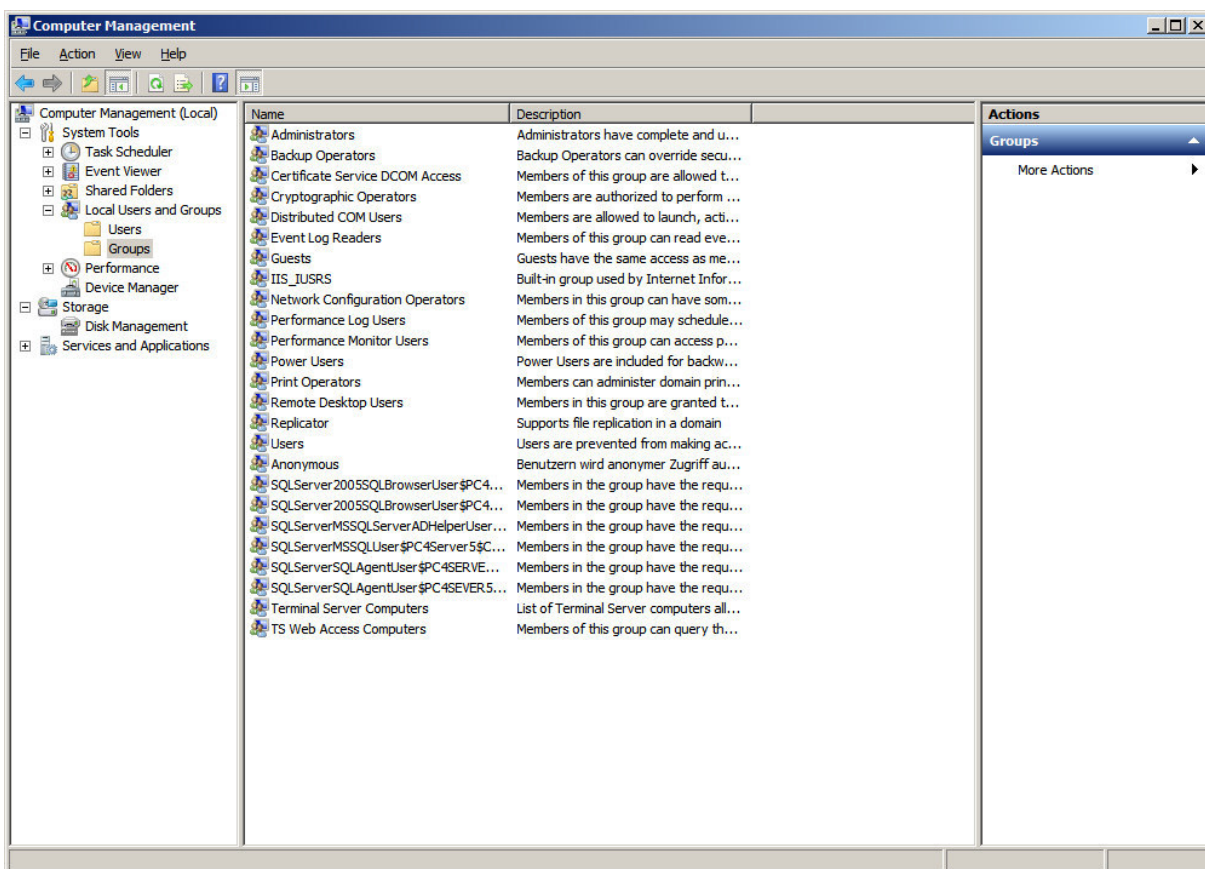 Computer Management
File Action View Help
Computer Management (Local)
System Tools
Task Scheduler
Event Viewer
Shared Folders
Local Users and Groups
Users
Groups
Performance
Device Manager
Storage
Disk Management
Services and Applications
Name Description
Administrators Administrators have complete and u...
Backup Operators Backup Operators can override secu...
Certificate Service DCOM Access Members of this group are allowed t...
Cryptographic Operators Members are authorized to perform ...
Distributed COM Users Members are allowed to launch, acti...
Event Log Readers Members of this group can read eve...
Guests Guests have the same access as me...
IIS_IUSRS Built-in group used by Internet Infor...
Network Configuration Operators Members in this group can have som...
Performance Log Users Members of this group may schedule...
Performance Monitor Users Members of this group can access p...
Power Users Power Users are included for backw...
Print Operators Members can administer domain prin...
Remote Desktop Users Members in this group are granted t...
Replicator Supports file replication in a domain
Users Users are prevented from making ac...
Anonymous Benutzern wird anonymer Zugriff au...
SQLServer2005SQLBrowserUser$PC4... Members in the group have the requ...
SQLServer2005SQLBrowserUser$PC4... Members in the group have the requ...
SQLServerMSSQLServerADHelperUser... Members in the group have the requ...
SQLServerMSSQLUser$PC4Server5$C... Members in the group have the requ...
SQLServerSQLAgentUser$PC4SERVE... Members in the group have the requ...
SQLServerSQLAgentUser$PC4SEVER5... Members in the group have the requ...
Terminal Server Computers List of Terminal Server computers all...
TS Web Access Computers Members of this group can query th...
Actions
Groups
More Actions